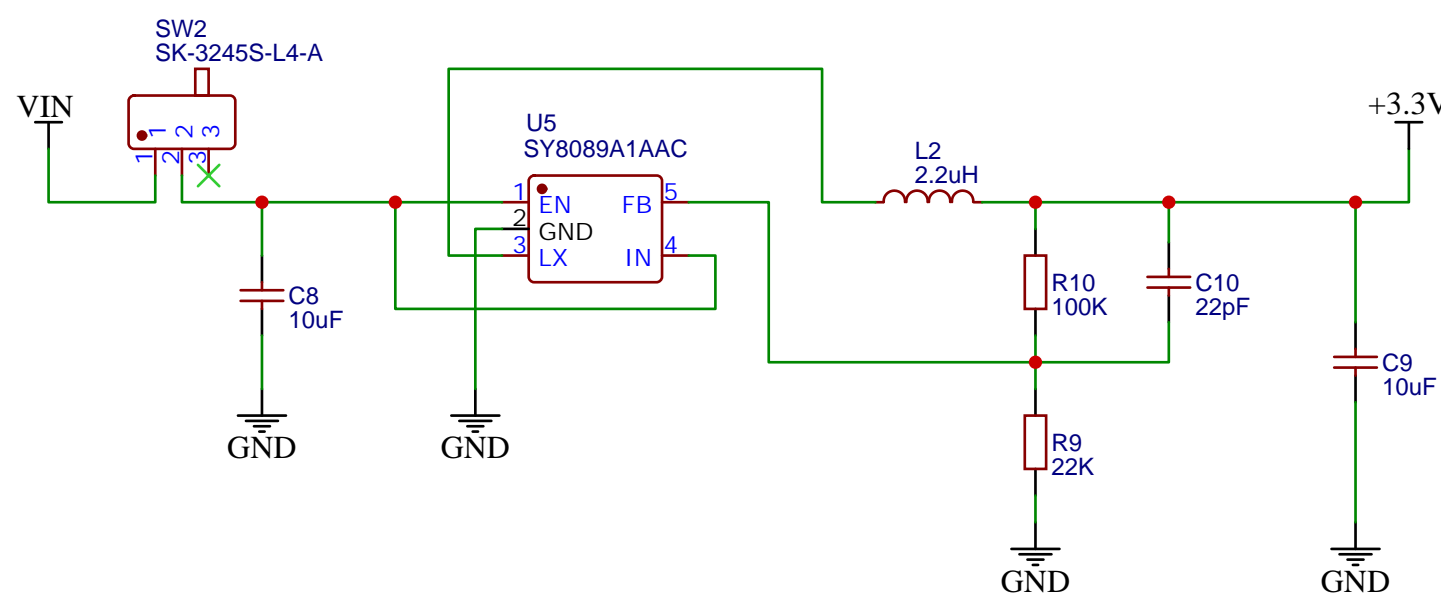 SW2
SK-3245S-L4-A
VIN
1
2
3
1
2
3
U5
SY8089A1AAC
1
EN
2
GND
3
LX
FB
5
IN
4
L2
2.2uH
+3.3V
C8
10uF
R10
100K
C10
22pF
C9
10uF
R9
22K
GND
GND
GND
GND